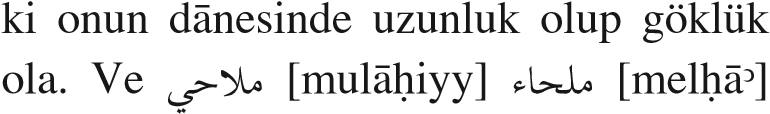 ki onun dānesinde uzunluk olup göklük
ola. Ve ملاحي [mulāḥiyy] ملحاء [melḥāʾ]